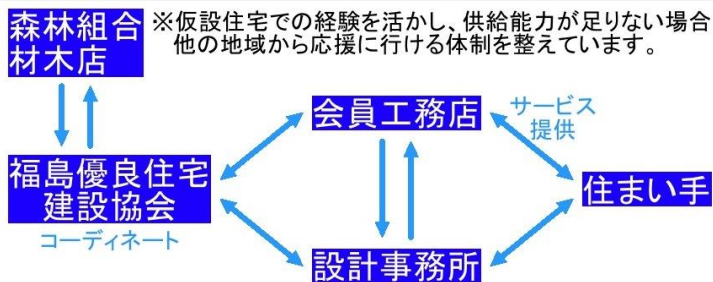 森林組合
材木店
※仮設住宅での経験を活かし、供給能力が足りない場合
他の地域から応援に行ける体制を整えています。
会員工務店
サービス
提供
福島優良住宅
建設協会
コーディネート
住まい手
設計事務所